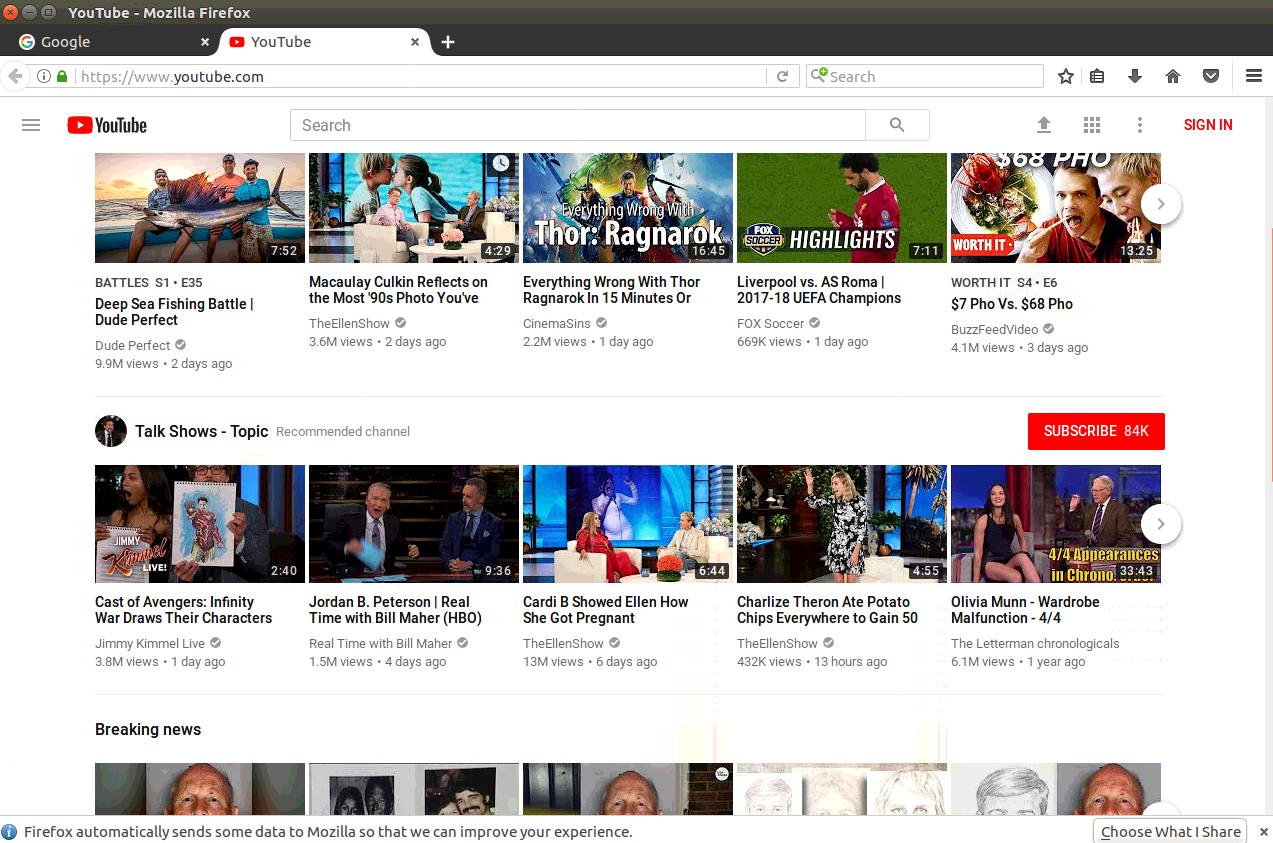 YouTube - Mozilla Firefox
Google
YouTube
https://www.youtube.com
Search
YouTube
Search
SIGN IN
7:52
4:29
Everything Wrong With
Thor: Ragnarok
16:45
FOX
SOCCER
HIGHLIGHTS
7:11
$68 PHO
WORTH IT
13:25
BATTLES S1 • E35
Deep Sea Fishing Battle |
Dude Perfect
Dude Perfect
9.9M views • 2 days ago
Macaulay Culkin Reflects on
the Most '90s Photo You've
TheEllenShow
3.6M views • 2 days ago
Everything Wrong With Thor
Ragnarok In 15 Minutes Or
CinemaSins
2.2M views • 1 day ago
Liverpool vs. AS Roma |
2017-18 UEFA Champions
FOX Soccer
669K views • 1 day ago
WORTH IT S4 • E6
$7 Pho Vs. $68 Pho
BuzzFeedVideo
4.1M views • 3 days ago
Talk Shows - Topic Recommended channel
SUBSCRIBE 84K
JIMMY
Kimmel
LIVE!
2:40
9:36
6:44
4:55
4/4 Appearances
in Chrono. Order
33:43
Cast of Avengers: Infinity
War Draws Their Characters
Jimmy Kimmel Live
3.8M views • 1 day ago
Jordan B. Peterson | Real
Time with Bill Maher (HBO)
Real Time with Bill Maher
1.5M views • 4 days ago
Cardi B Showed Ellen How
She Got Pregnant
TheEllenShow
13M views • 6 days ago
Charlize Theron Ate Potato
Chips Everywhere to Gain 50
TheEllenShow
432K views • 13 hours ago
Olivia Munn - Wardrobe
Malfunction - 4/4
The Letterman chronologicals
6.1M views • 1 year ago
Breaking news
Firefox automatically sends some data to Mozilla so that we can improve your experience.
Choose What I Share